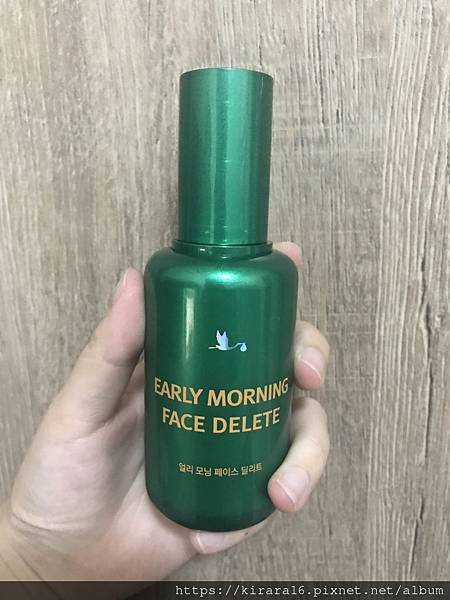 EARLY MORNING
FACE DELETE
얼리 모닝 페이스 딜리트
https://kirara16.pixnet.net/album